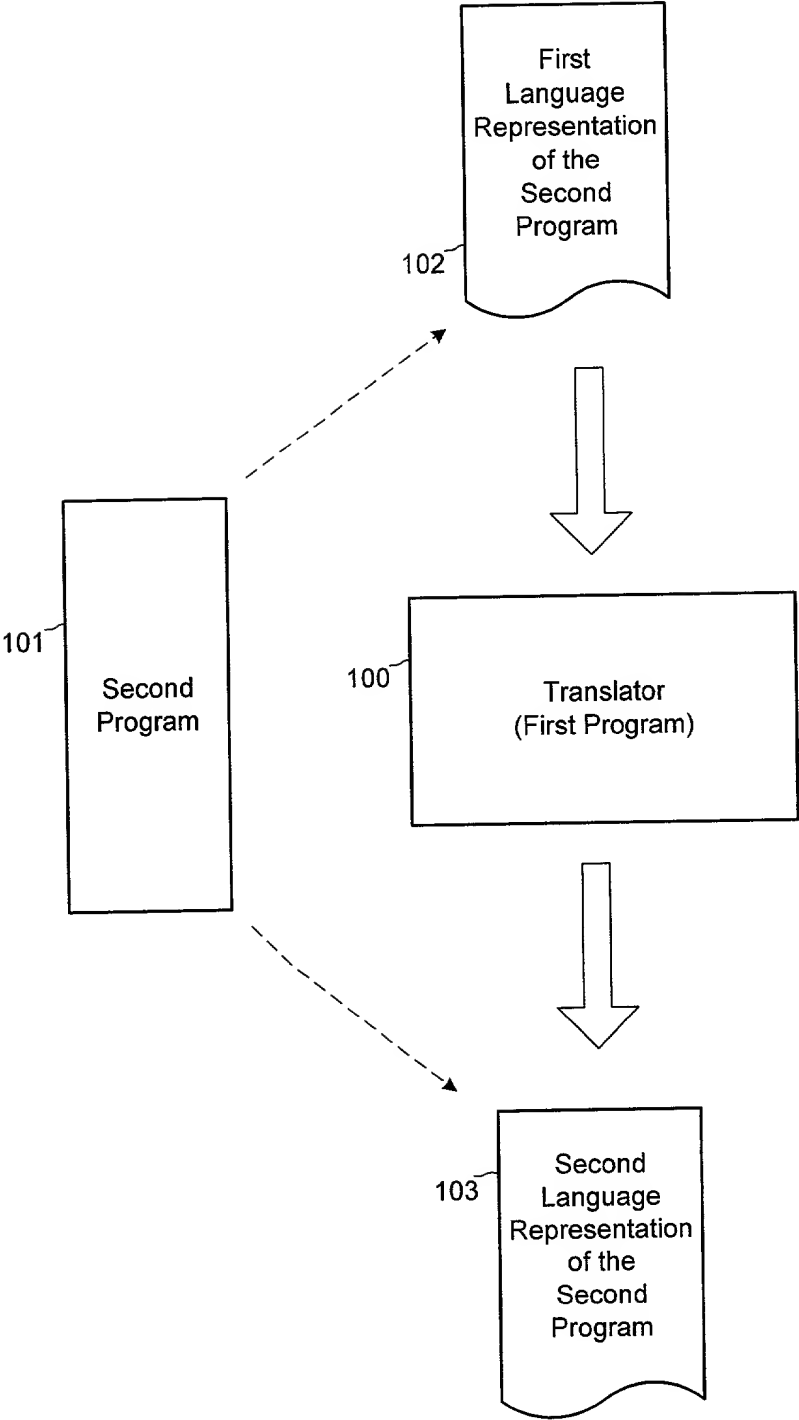 First
Language
Representation
of the
Second
Program
102
101
Second
Program
100
Translator
(First Program)
103
Second
Language
Representation
of the
Second
Program